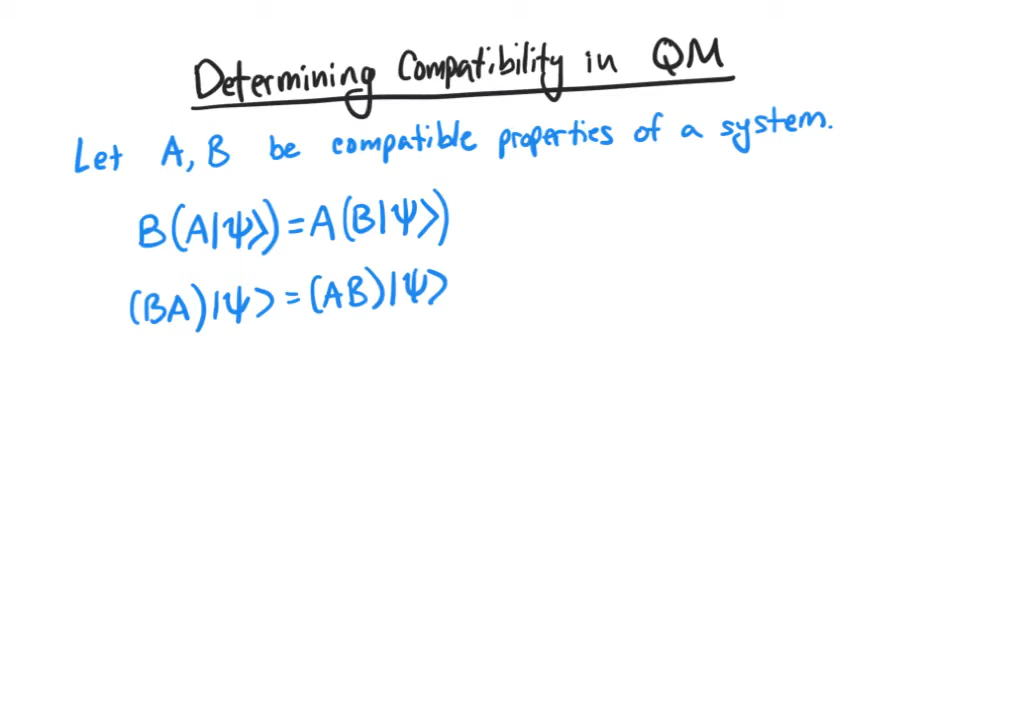 Determining Compatibility in QM
Let A, B be compatible properties of a system.
B(A|ψ⟩) = A(B|ψ⟩)
(BA)|ψ⟩ = (AB)|ψ⟩